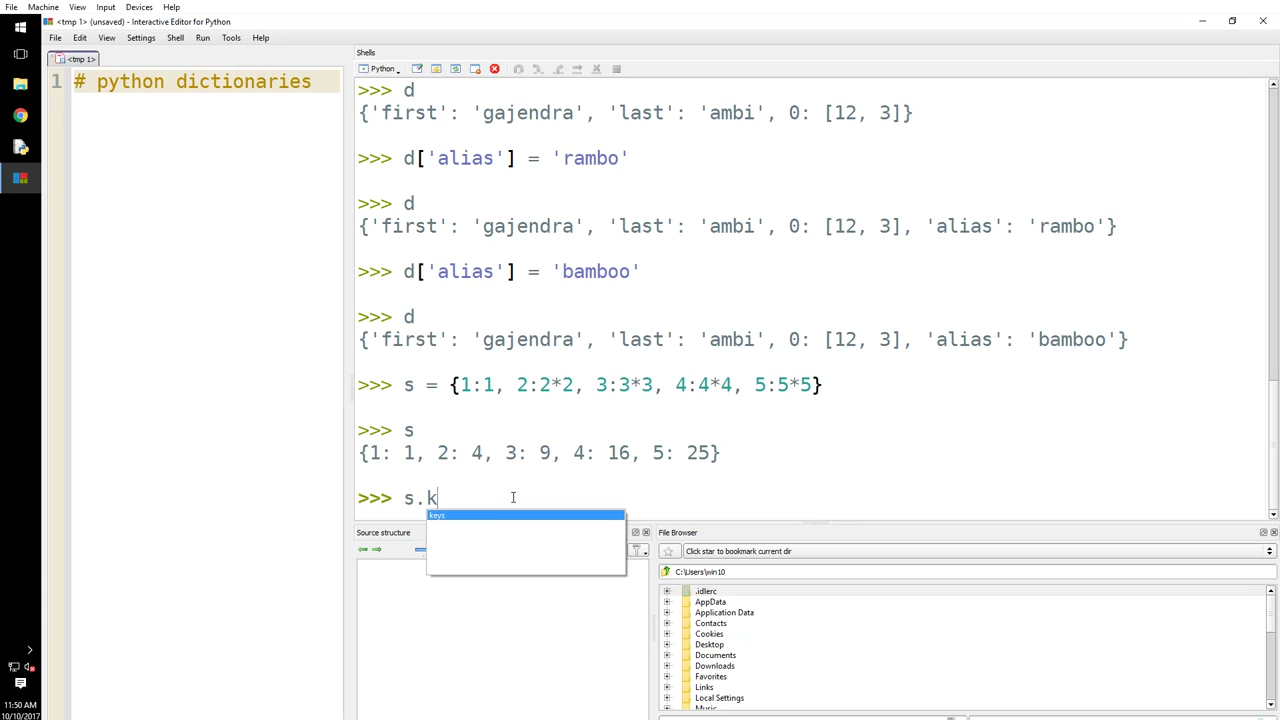 File Machine View Input Devices Help
<tmp 1> (unsaved) - Interactive Editor for Python
File Edit View Settings Shell Run Tools Help
<tmp 1>
1 # python dictionaries
Shells
Python
>>> d
{'first': 'gajendra', 'last': 'ambi', 0: [12, 3]}
>>> d['alias'] = 'rambo'
>>> d
{'first': 'gajendra', 'last': 'ambi', 0: [12, 3], 'alias': 'rambo'}
>>> d['alias'] = 'bamboo'
>>> d
{'first': 'gajendra', 'last': 'ambi', 0: [12, 3], 'alias': 'bamboo'}
>>> s = {1:1, 2:2*2, 3:3*3, 4:4*4, 5:5*5}
>>> s
{1: 1, 2: 4, 3: 9, 4: 16, 5: 25}
>>> s.k
keys
Source structure
File Browser
Click star to bookmark current dir
C:\Users\win10
.idlerc
AppData
Application Data
Contacts
Cookies
Desktop
Documents
Downloads
Favorites
Links
Local Settings
Music
11:50 AM
10/10/2017